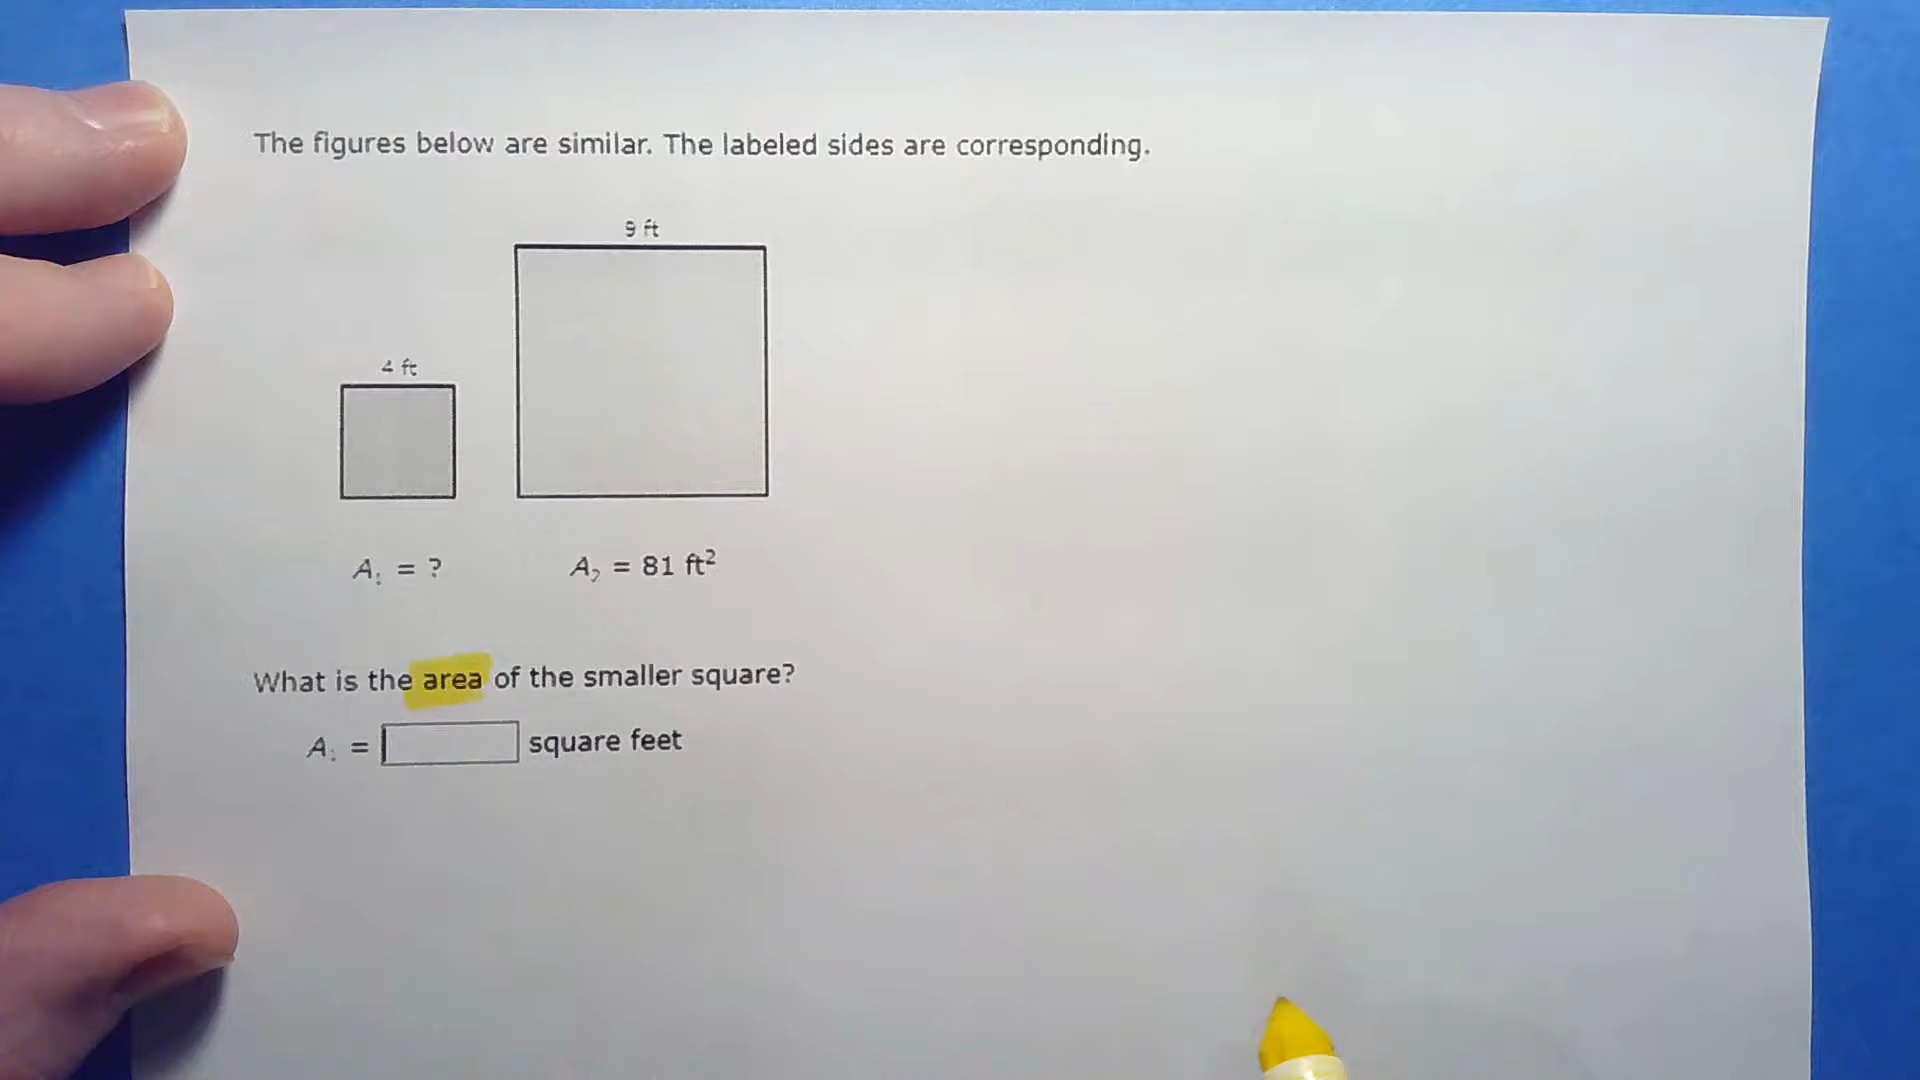 The figures below are similar. The labeled sides are corresponding.
9 ft
4 ft
A₁ = ?
A₂ = 81 ft²
What is the area of the smaller square?
A₁ = square feet